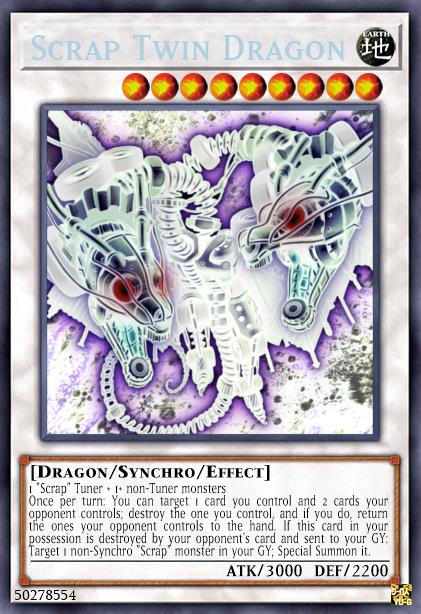 SCRAP TWIN DRAGON
EARTH
地
[DRAGON/SYNCHRO/EFFECT]
1 "Scrap" Tuner + 1+ non-Tuner monsters
Once per turn: You can target 1 card you control and 2 cards your
opponent controls; destroy the one you control, and if you do, return
the ones your opponent controls to the hand. If this card in your
possession is destroyed by your opponent's card and sent to your GY:
Target 1 non-Synchro "Scrap" monster in your GY; Special Summon it.
ATK/3000 DEF/2200
50278554